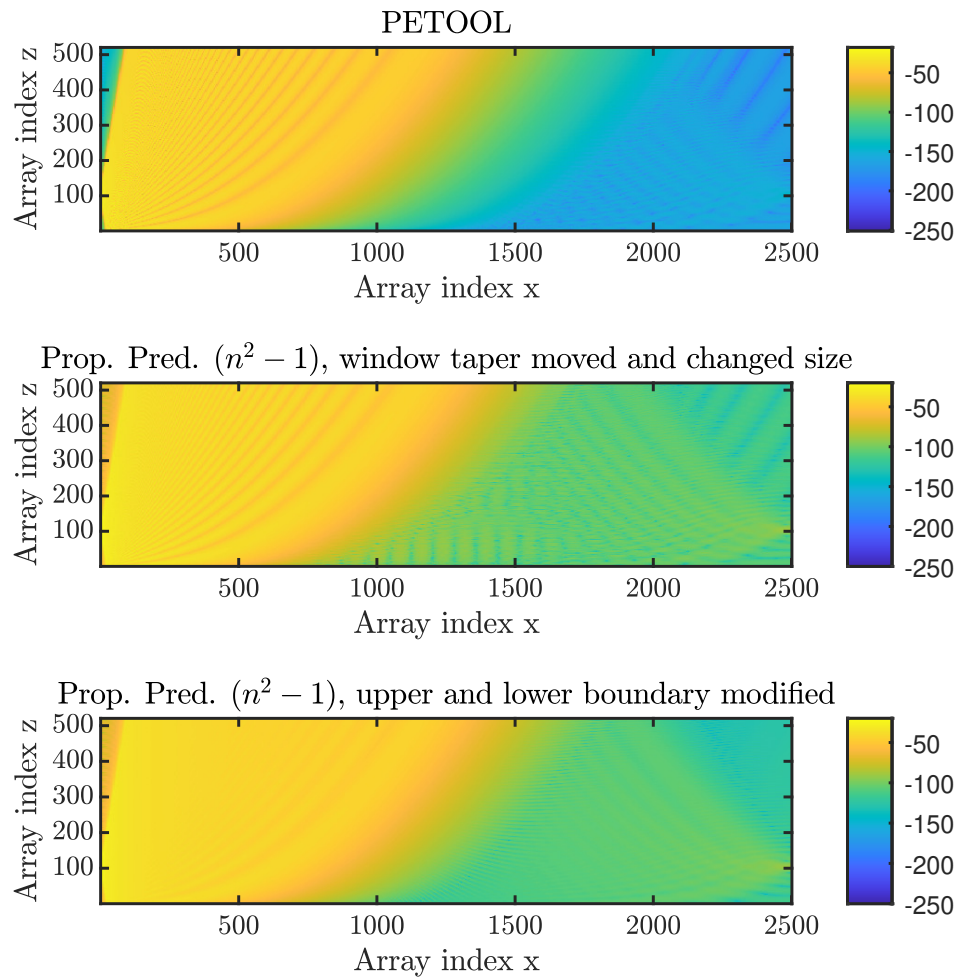 PETOOL
Array index z
500
400
300
200
100
500 1000 1500 2000 2500
Array index x
-50
-100
-150
-200
-250
Prop. Pred. (n² − 1), window taper moved and changed size
Array index z
500
400
300
200
100
500 1000 1500 2000 2500
Array index x
-50
-100
-150
-200
-250
Prop. Pred. (n² − 1), upper and lower boundary modified
Array index z
500
400
300
200
100
500 1000 1500 2000 2500
Array index x
-50
-100
-150
-200
-250